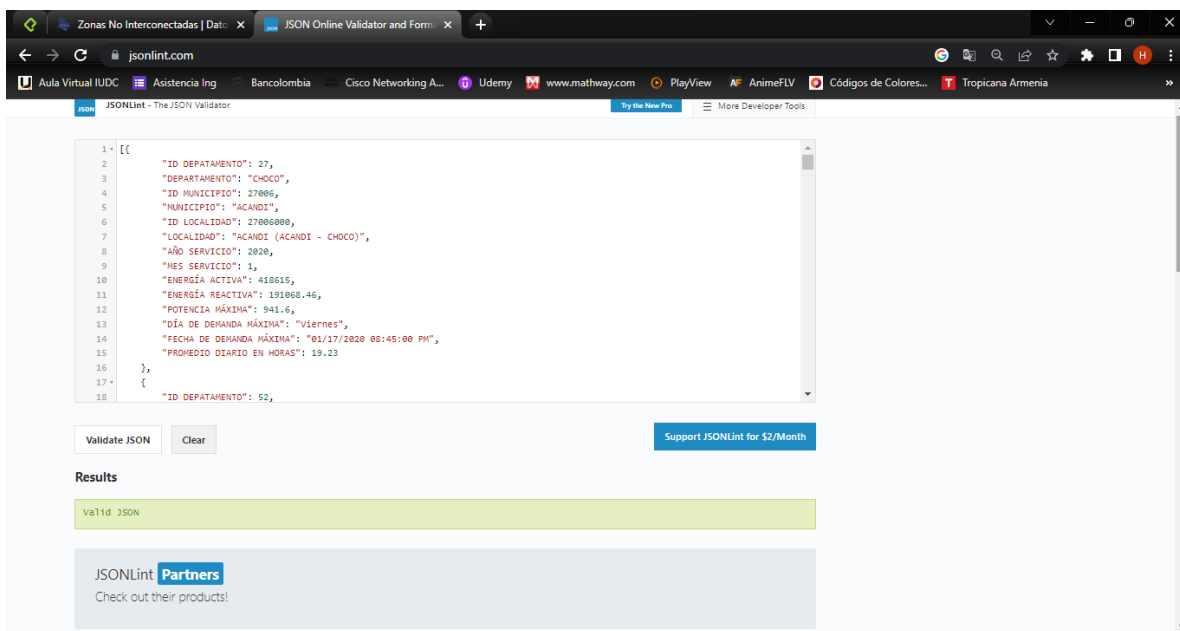 Zonas No Interconectadas | Dato
JSON Online Validator and Form
jsonlint.com
H
Aula Virtual IUDC
Asistencia Ing
Bancolombia
Cisco Networking A...
Udemy
www.mathway.com
PlayView
AF AnimeFLV
Códigos de Colores...
T Tropicana Armenia
»
JSON
JSONLint - The JSON Validator
Try the New Pro
More Developer Tools
1 [{
2 "ID DEPATAMENTO": 27,
3 "DEPARTAMENTO": "CHOCO",
4 "ID MUNICIPIO": 27006,
5 "MUNICIPIO": "ACANDI",
6 "ID LOCALIDAD": 27006000,
7 "LOCALIDAD": "ACANDI (ACANDI - CHOCO)",
8 "AÑO SERVICIO": 2020,
9 "MES SERVICIO": 1,
10 "ENERGÍA ACTIVA": 418615,
11 "ENERGÍA REACTIVA": 191068.46,
12 "POTENCIA MÁXIMA": 941.6,
13 "DÍA DE DEMANDA MÁXIMA": "Viernes",
14 "FECHA DE DEMANDA MÁXIMA": "01/17/2020 08:45:00 PM",
15 "PROMEDIO DIARIO EN HORAS": 19.23
16 },
17 {
18 "ID DEPATAMENTO": 52,
Validate JSON
Clear
Support JSONLint for $2/Month
Results
Valid JSON
JSONLint Partners
Check out their products!